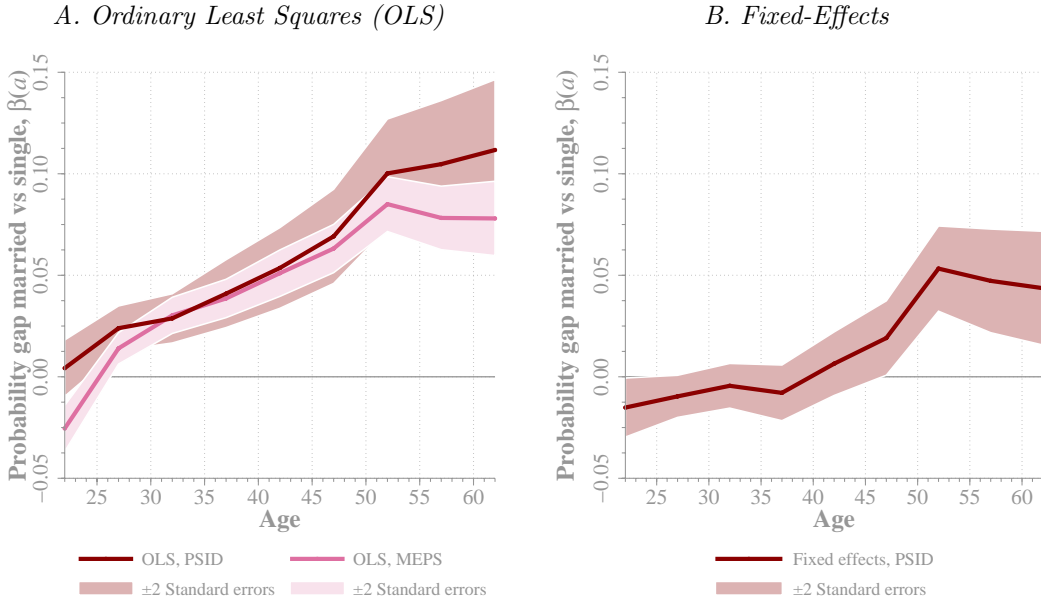 A. Ordinary Least Squares (OLS)
Probability gap married vs single, β(a)
0.15
0.10
0.05
0.00
−0.05
25 30 35 40 45 50 55 60
Age
OLS, PSID OLS, MEPS
±2 Standard errors ±2 Standard errors
B. Fixed-Effects
Probability gap married vs single, β(a)
0.15
0.10
0.05
0.00
−0.05
25 30 35 40 45 50 55 60
Age
Fixed effects, PSID
±2 Standard errors